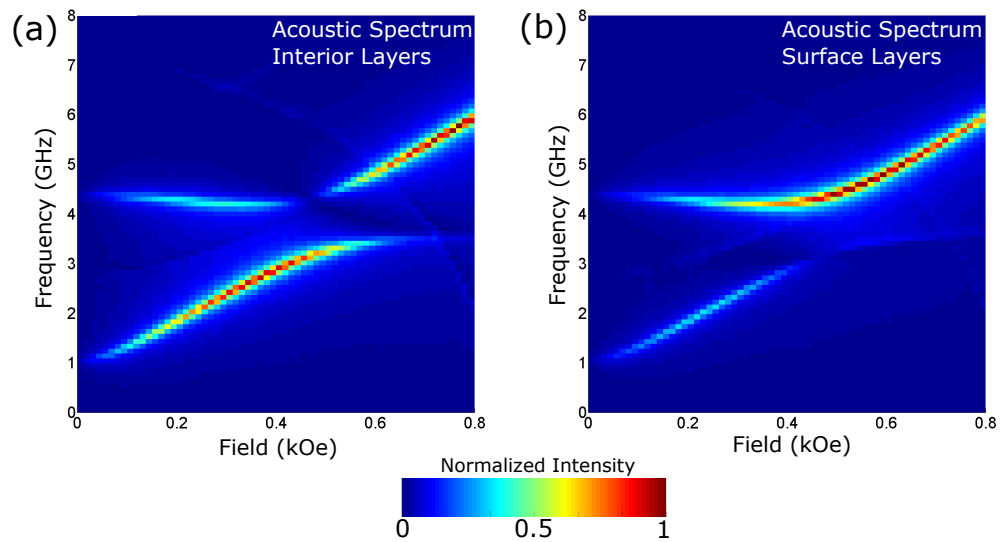 (a)
Acoustic Spectrum
Interior Layers
8
7
6
5
4
3
2
1
0
Frequency (GHz)
0
0.2
0.4
0.6
0.8
Field (kOe)
(b)
Acoustic Spectrum
Surface Layers
8
7
6
5
4
3
2
1
0
Frequency (GHz)
0
0.2
0.4
0.6
0.8
Field (kOe)
Normalized Intensity
0
0.5
1